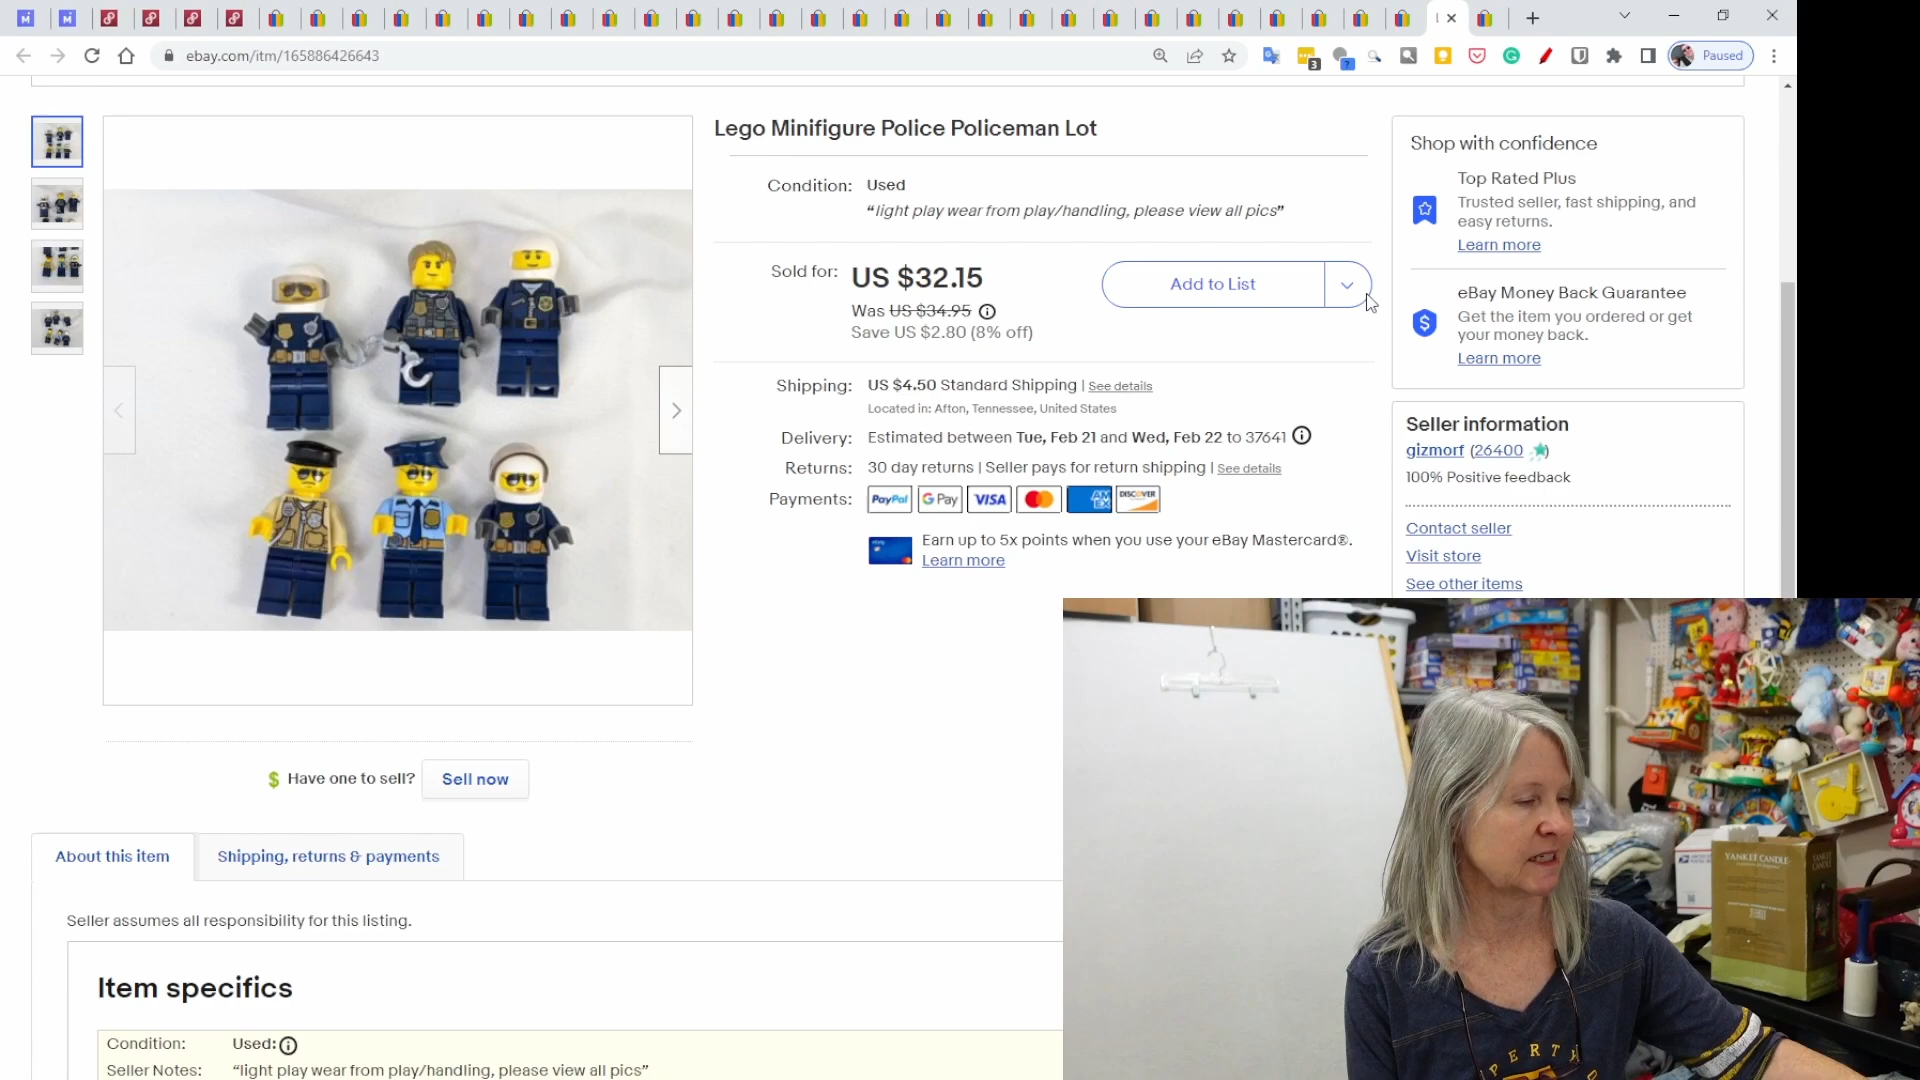 ebay.com/itm/165886426643
3
?
Paused
Lego Minifigure Police Policeman Lot
Condition: Used
“light play wear from play/handling, please view all pics”
Sold for: US $32.15
Was US $34.95
Save US $2.80 (8% off)
Add to List
Shipping: US $4.50 Standard Shipping | See details
Located in: Afton, Tennessee, United States
Delivery: Estimated between Tue, Feb 21 and Wed, Feb 22 to 37641
Returns: 30 day returns | Seller pays for return shipping | See details
Payments: PayPal G Pay VISA AM EX DISCOVER
Earn up to 5x points when you use your eBay Mastercard®.
Learn more
Shop with confidence
Top Rated Plus
Trusted seller, fast shipping, and
easy returns.
Learn more
eBay Money Back Guarantee
Get the item you ordered or get
your money back.
Learn more
Seller information
gizmorf (26400)
100% Positive feedback
Contact seller
Visit store
See other items
Have one to sell? Sell now
About this item
Shipping, returns & payments
Seller assumes all responsibility for this listing.
Item specifics
Condition: Used:
Seller Notes: “light play wear from play/handling, please view all pics”
YANKEE CANDLE
PERTH